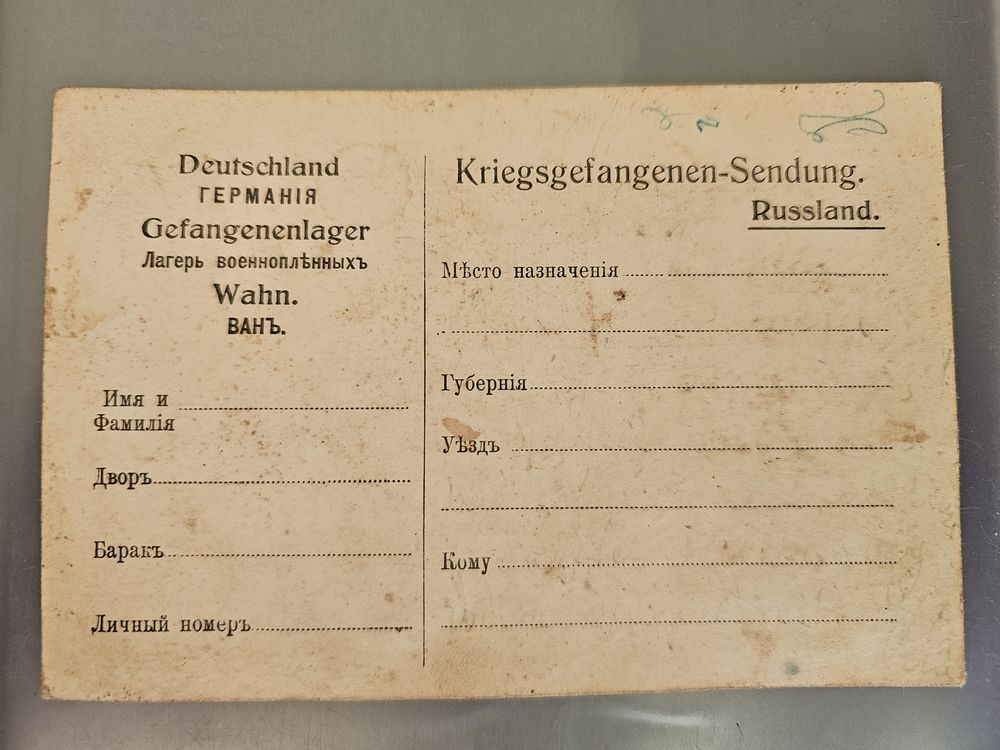 Deutschland
ГЕРМАНІЯ
Gefangenenlager
Лагерь военноплѣнныхъ
Wahn.
ВАНЪ.
Имя и
Фамилія
Дворъ
Баракъ
Личный номеръ
Kriegsgefangenen-Sendung.
Russland.
Мѣсто назначенія
Губернія
Уѣздъ
Кому